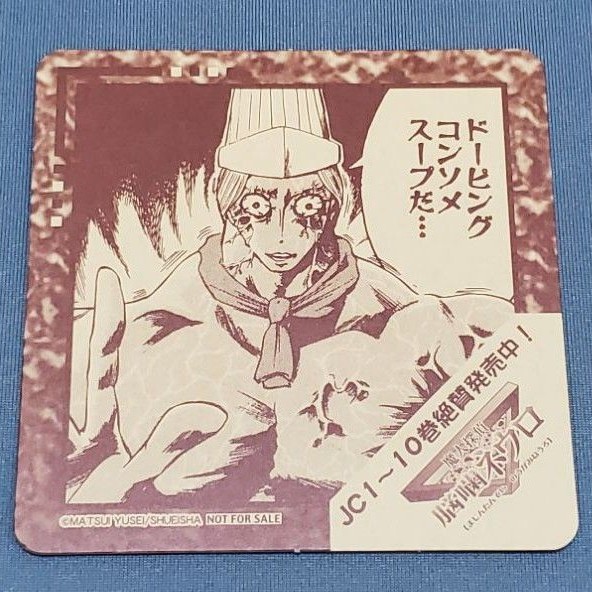 ドーピング
コンソメ
スープだ…
JC1～10巻絶賛発売中！
魔人探偵
脳噛ネウロ
©MATSUI YUSEI/SHUEISHA NOT FOR SALE